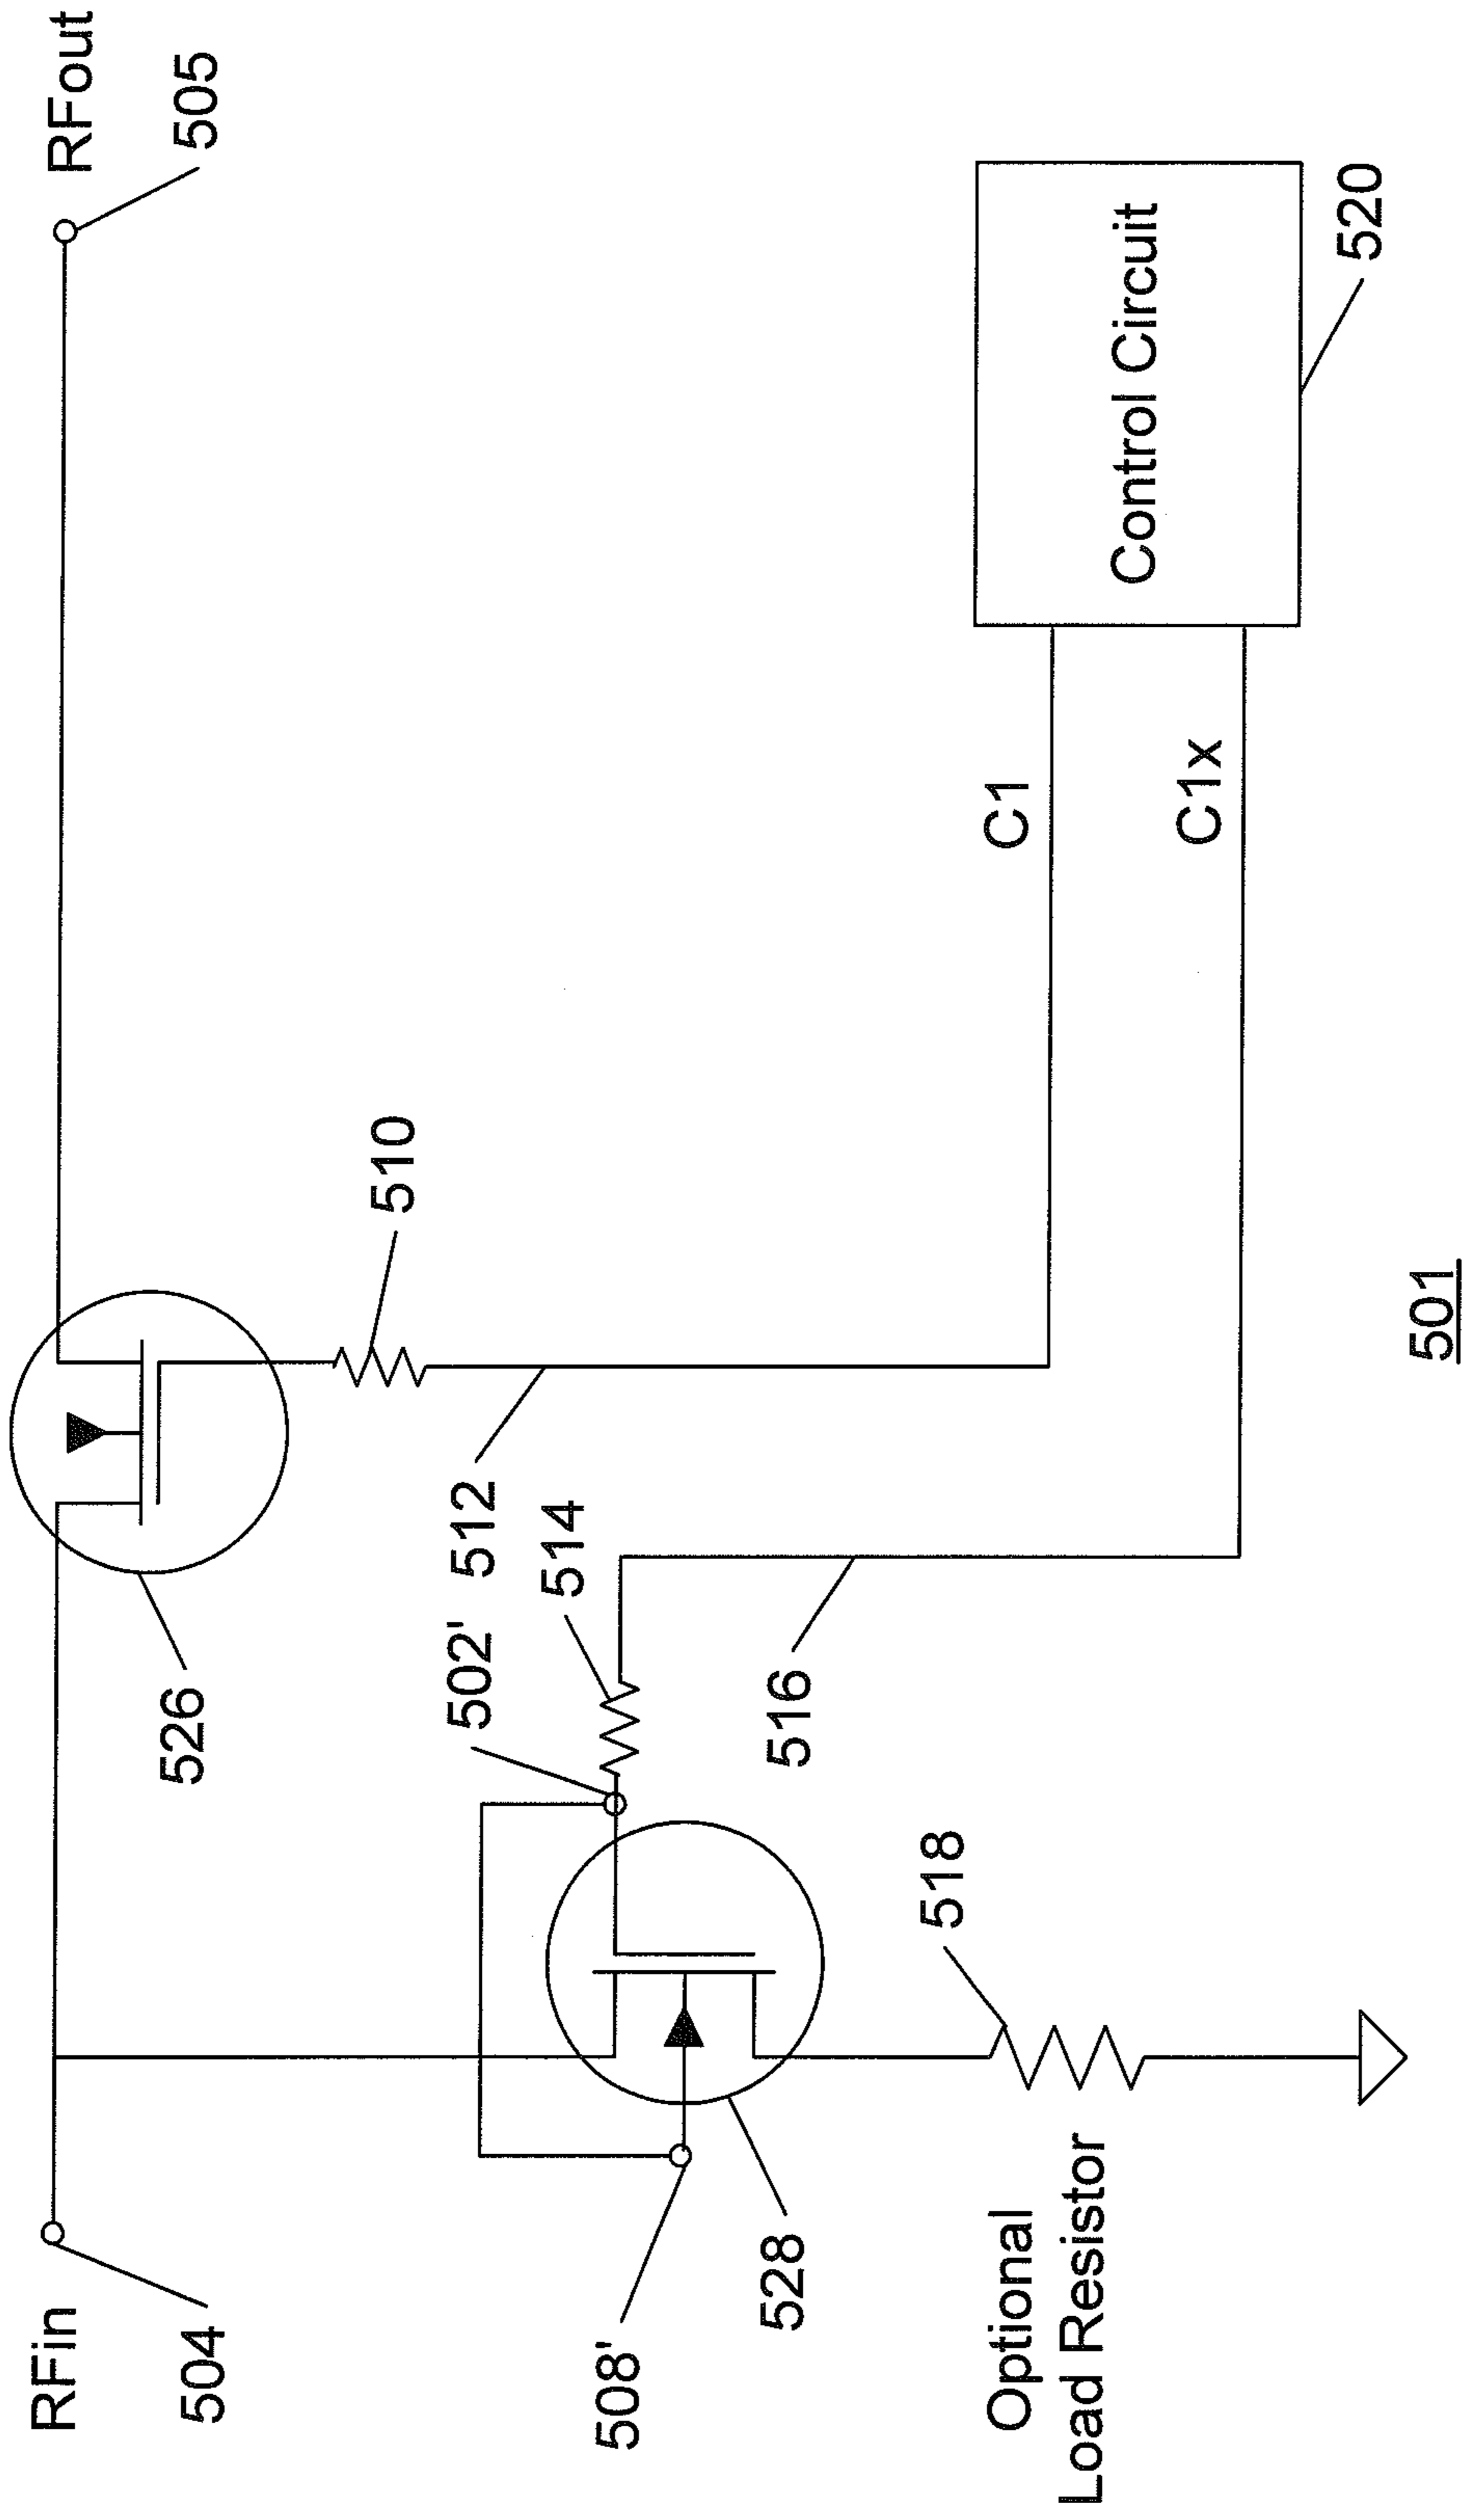 RFin
504
526
RFout
505
510
512
502'
514
508'
528
516
518
Optional
Load Resistor
C1
C1x
Control Circuit
520
501